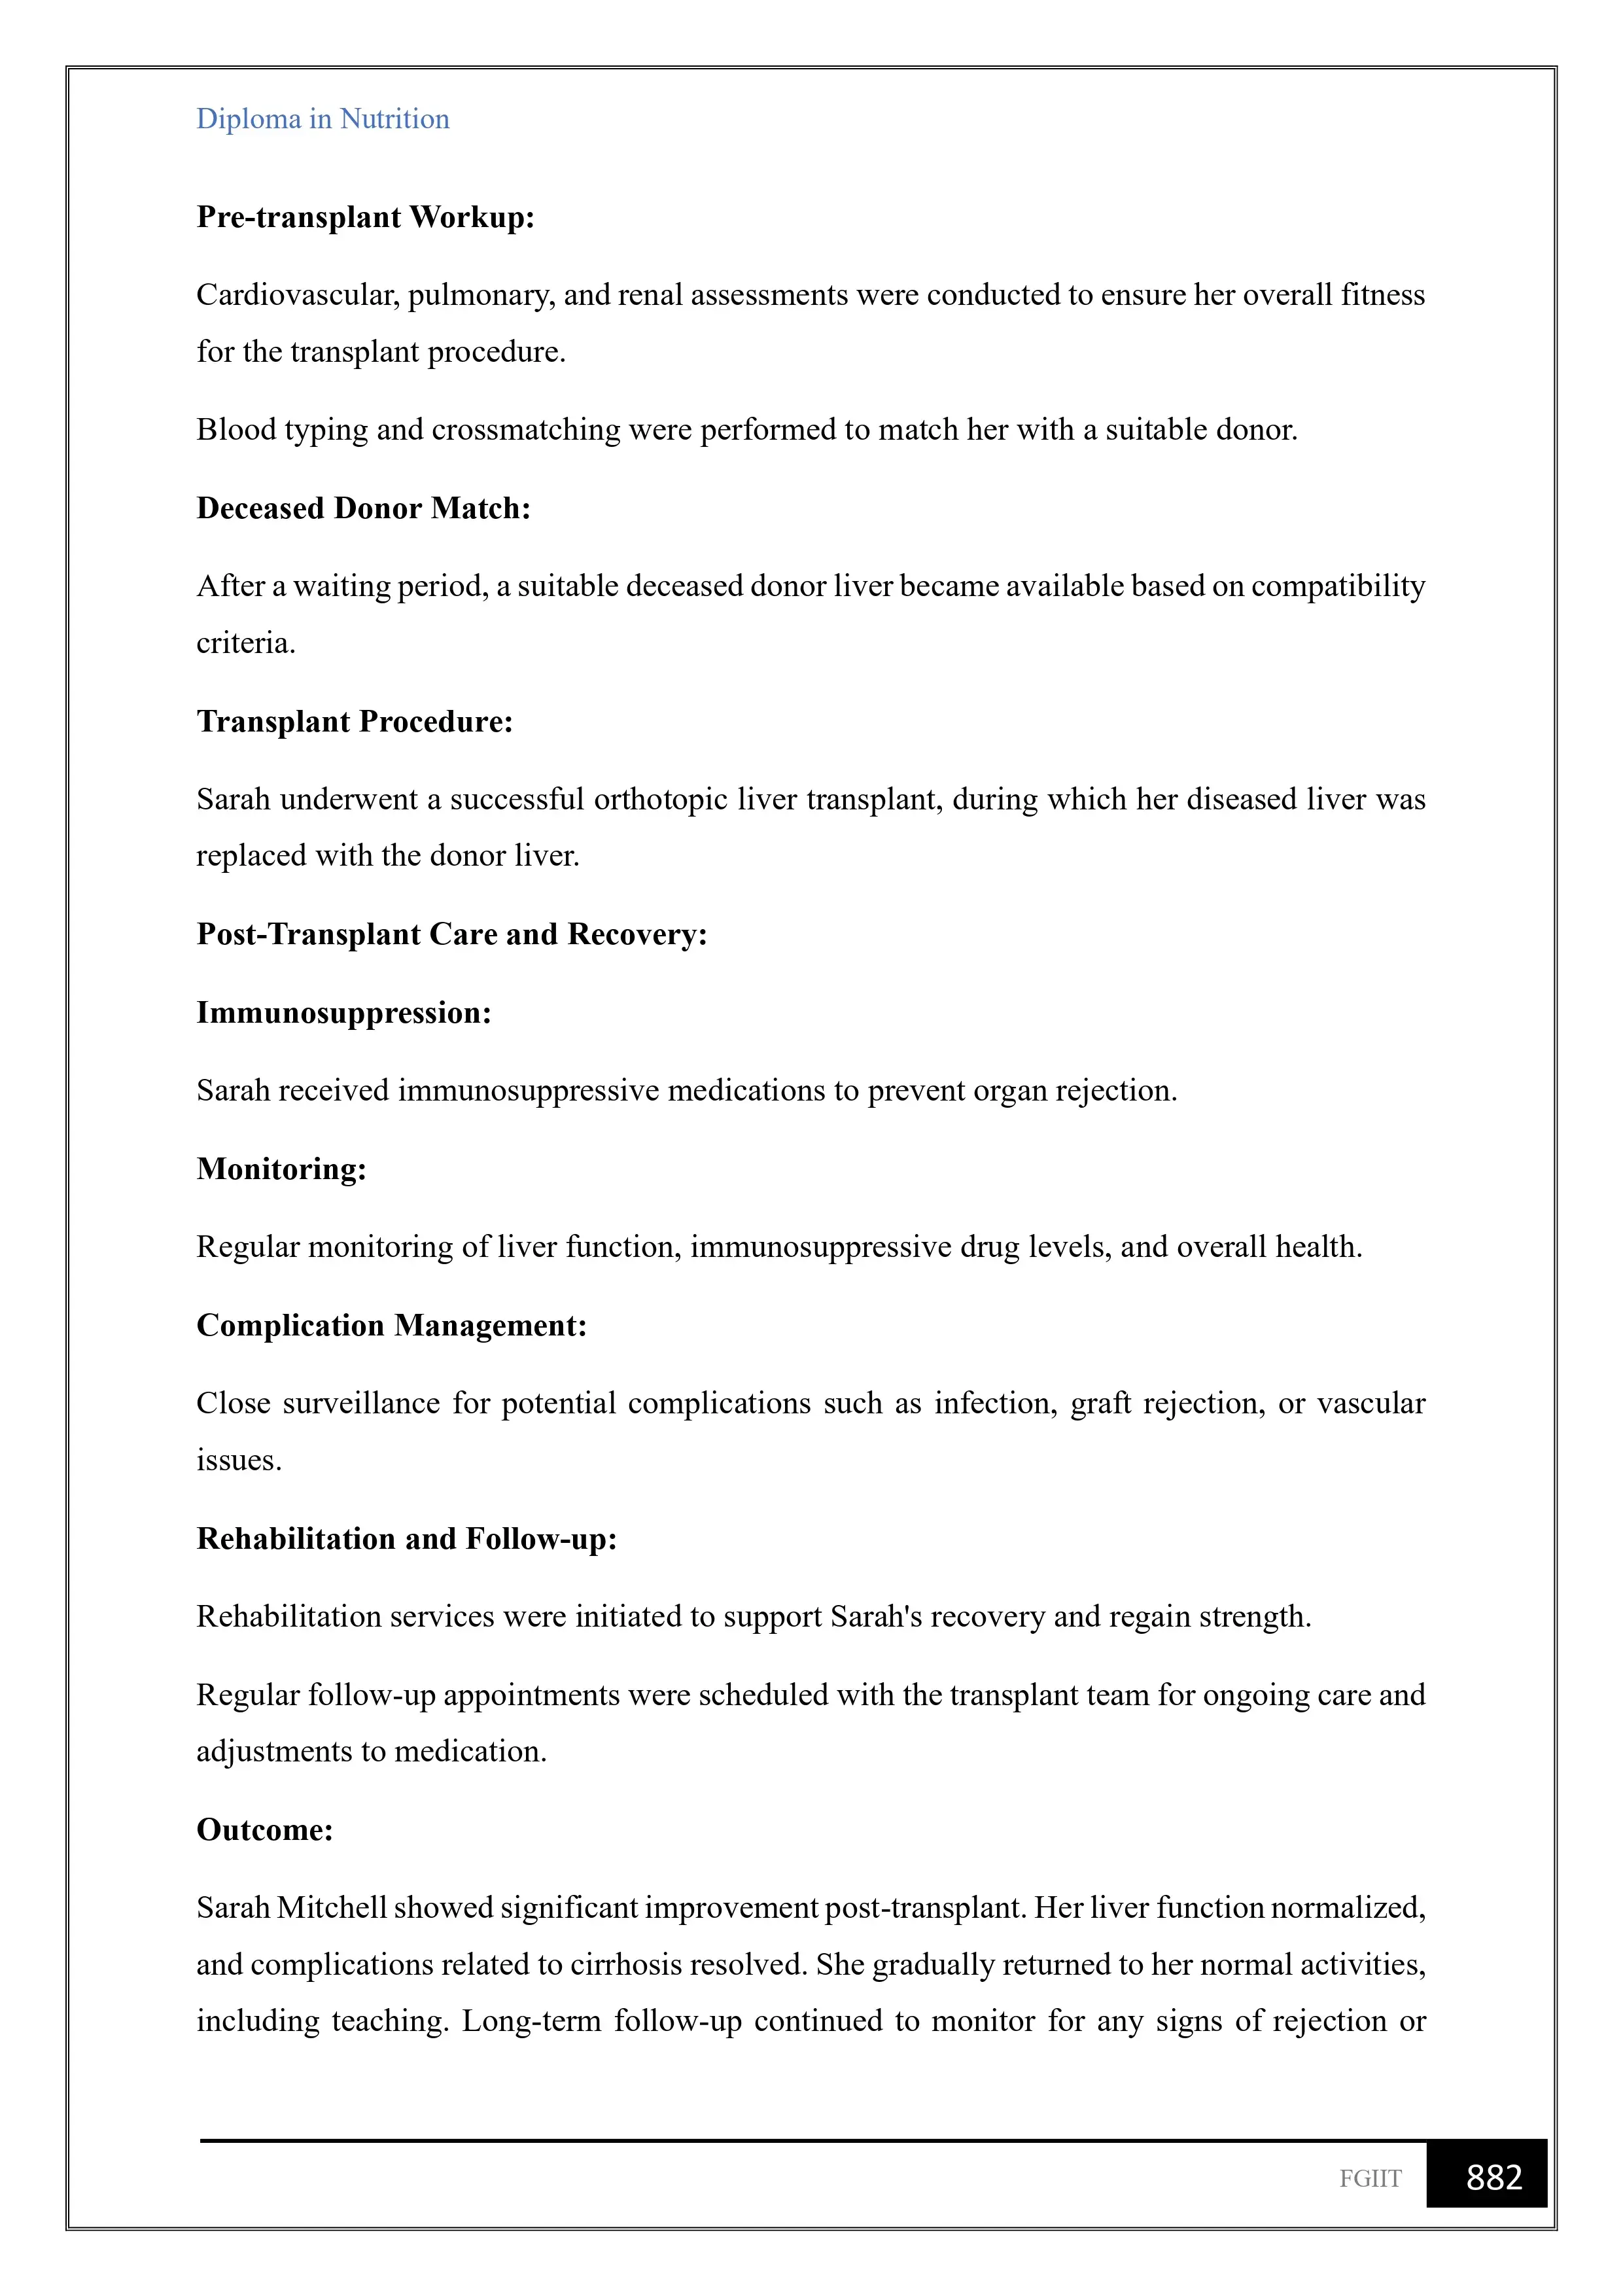 Diploma in Nutrition
Pre-transplant Workup:
Cardiovascular, pulmonary, and renal assessments were conducted to ensure her overall fitness
for the transplant procedure.
Blood typing and crossmatching were performed to match her with a suitable donor.
Deceased Donor Match:
After a waiting period, a suitable deceased donor liver became available based on compatibility
criteria.
Transplant Procedure:
Sarah underwent a successful orthotopic liver transplant, during which her diseased liver was
replaced with the donor liver.
Post-Transplant Care and Recovery:
Immunosuppression:
Sarah received immunosuppressive medications to prevent organ rejection.
Monitoring:
Regular monitoring of liver function, immunosuppressive drug levels, and overall health.
Complication Management:
Close surveillance for potential complications such as infection, graft rejection, or vascular
issues.
Rehabilitation and Follow-up:
Rehabilitation services were initiated to support Sarah's recovery and regain strength.
Regular follow-up appointments were scheduled with the transplant team for ongoing care and
adjustments to medication.
Outcome:
Sarah Mitchell showed significant improvement post-transplant. Her liver function normalized,
and complications related to cirrhosis resolved. She gradually returned to her normal activities,
including teaching. Long-term follow-up continued to monitor for any signs of rejection or
FGIIT 882